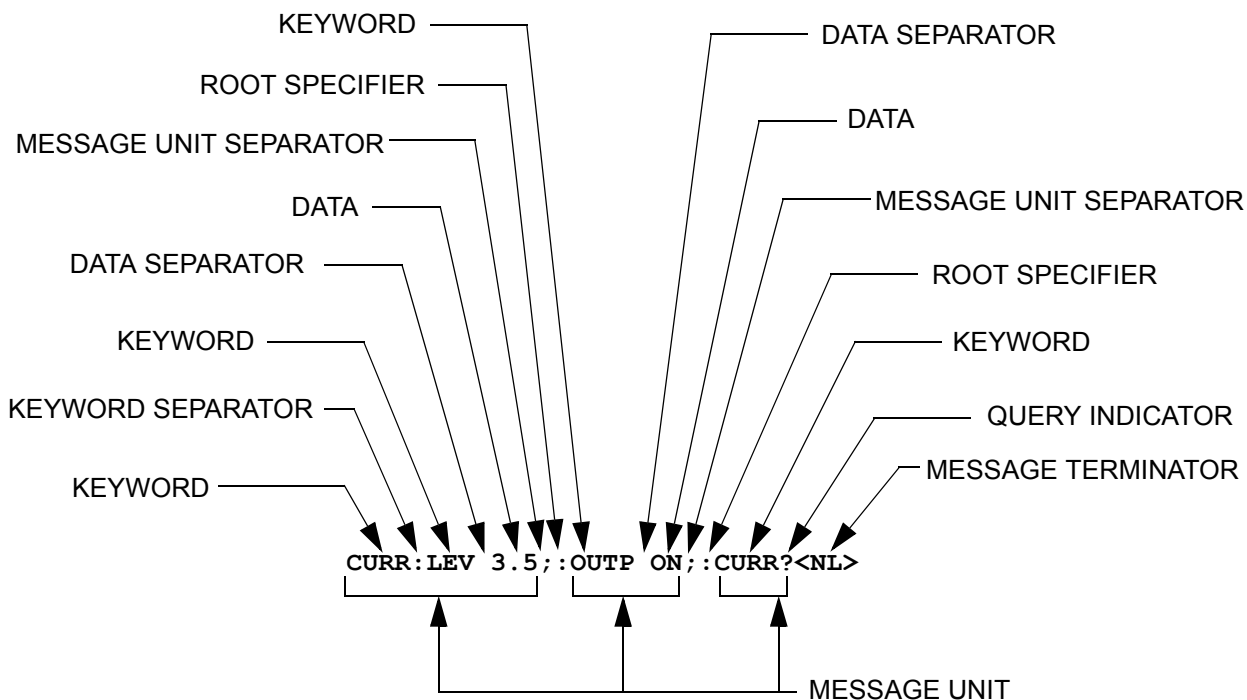 KEYWORD
DATA SEPARATOR
ROOT SPECIFIER
DATA
MESSAGE UNIT SEPARATOR
DATA
MESSAGE UNIT SEPARATOR
DATA SEPARATOR
ROOT SPECIFIER
KEYWORD
KEYWORD
KEYWORD SEPARATOR
QUERY INDICATOR
KEYWORD
MESSAGE TERMINATOR
CURR:LEV 3.5;:OUTP ON;:CURR?<NL>
MESSAGE UNIT